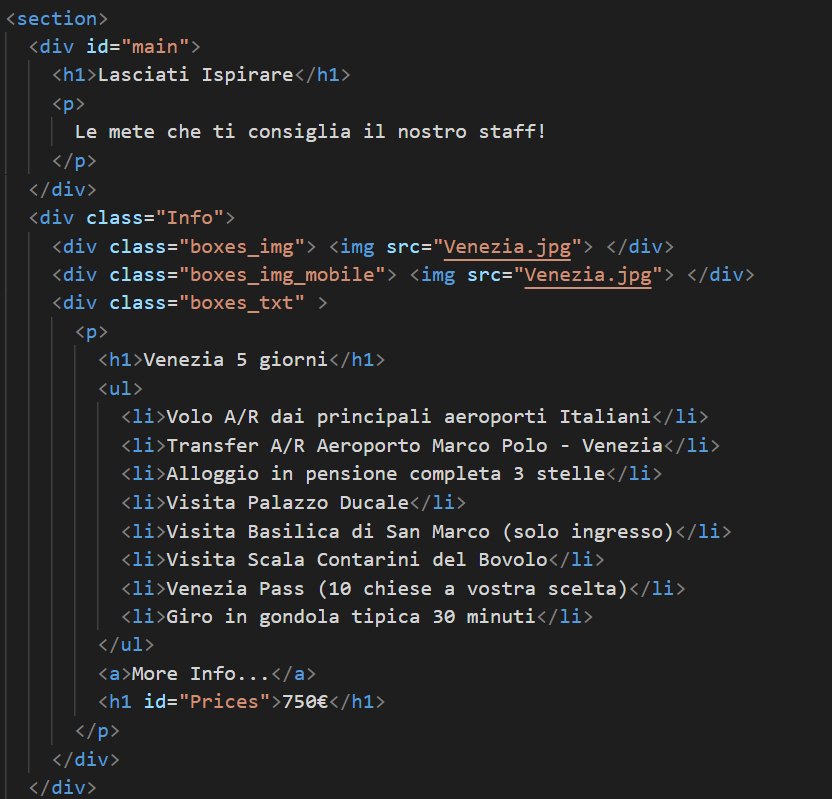 <section>
<div id="main">
<h1>Lasciati Ispirare</h1>
<p>
Le mete che ti consiglia il nostro staff!
</p>
</div>
<div class="Info">
<div class="boxes_img"> <img src="Venezia.jpg"> </div>
<div class="boxes_img_mobile"> <img src="Venezia.jpg"> </div>
<div class="boxes_txt" >
<p>
<h1>Venezia 5 giorni</h1>
<ul>
<li>Volo A/R dai principali aeroporti Italiani</li>
<li>Transfer A/R Aeroporto Marco Polo - Venezia</li>
<li>Alloggio in pensione completa 3 stelle</li>
<li>Visita Palazzo Ducale</li>
<li>Visita Basilica di San Marco (solo ingresso)</li>
<li>Visita Scala Contarini del Bovolo</li>
<li>Venezia Pass (10 chiese a vostra scelta)</li>
<li>Giro in gondola tipica 30 minuti</li>
</ul>
<a>More Info...</a>
<h1 id="Prices">750€</h1>
</p>
</div>
</div>